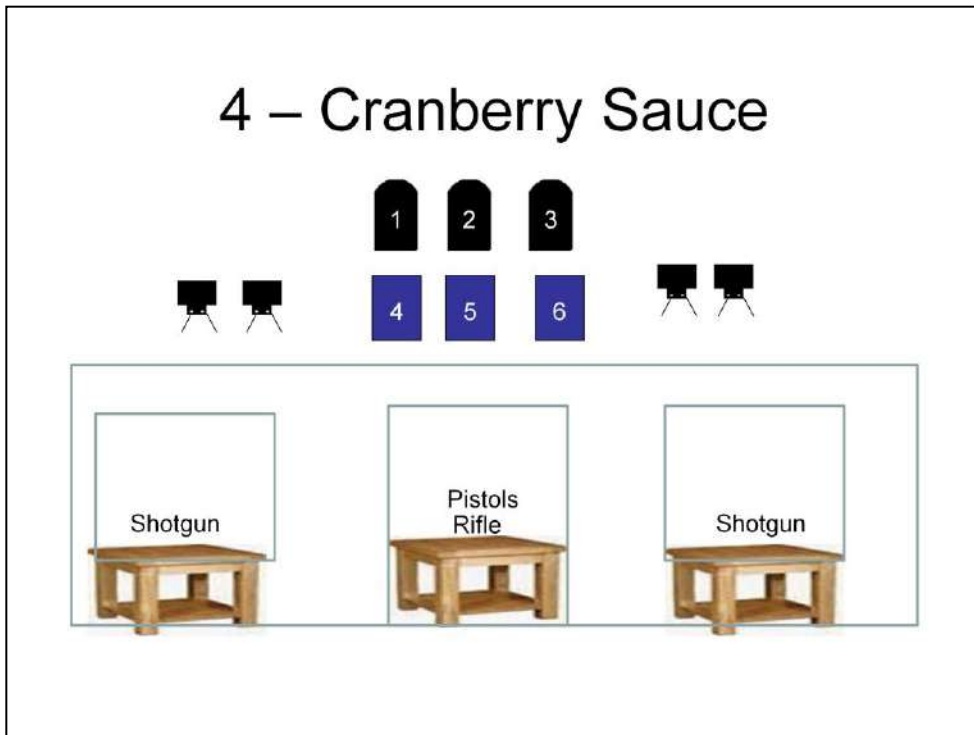 4 – Cranberry Sauce
1 2 3
4 5 6
Pistols
Shotgun Rifle Shotgun